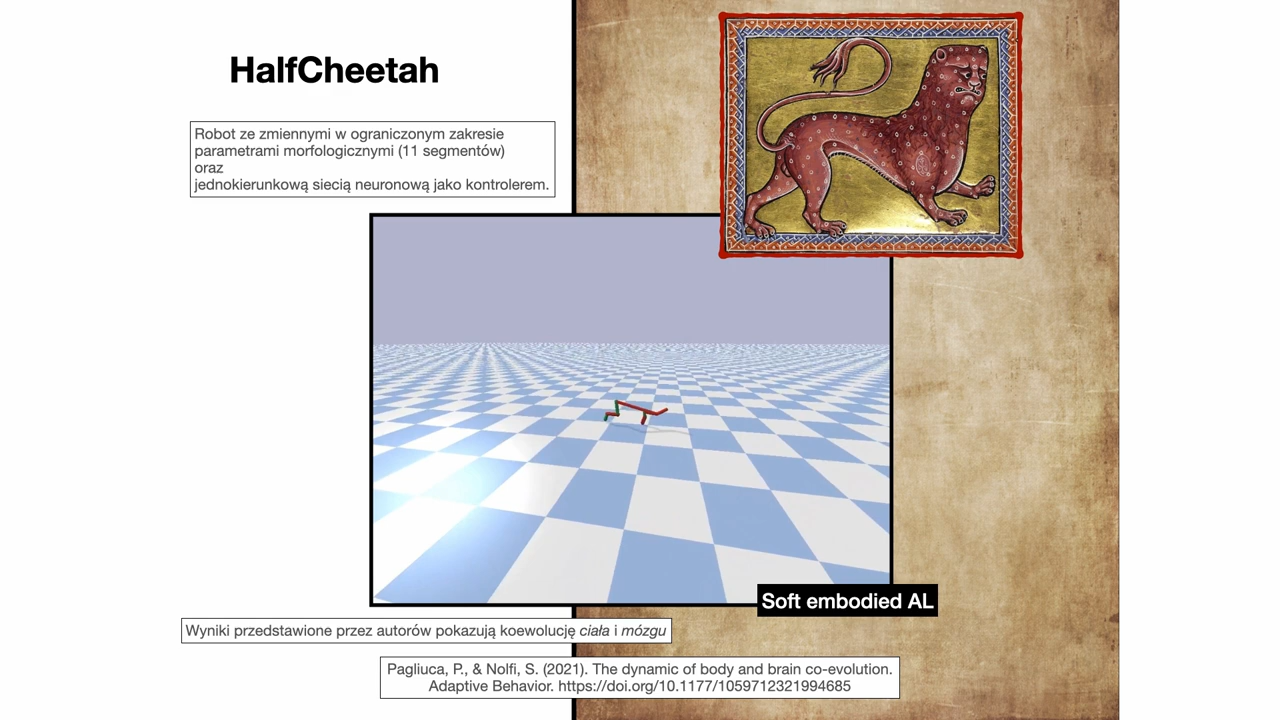 HalfCheetah
Robot ze zmiennymi w ograniczonym zakresie
parametrami morfologicznymi (11 segmentów)
oraz
jednokierunkową siecią neuronową jako kontrolerem.
Soft embodied AL
Wyniki przedstawione przez autorów pokazują koewolucję ciała i mózgu
Pagliuca, P., & Nolfi, S. (2021). The dynamic of body and brain co-evolution.
Adaptive Behavior. https://doi.org/10.1177/1059712321994685